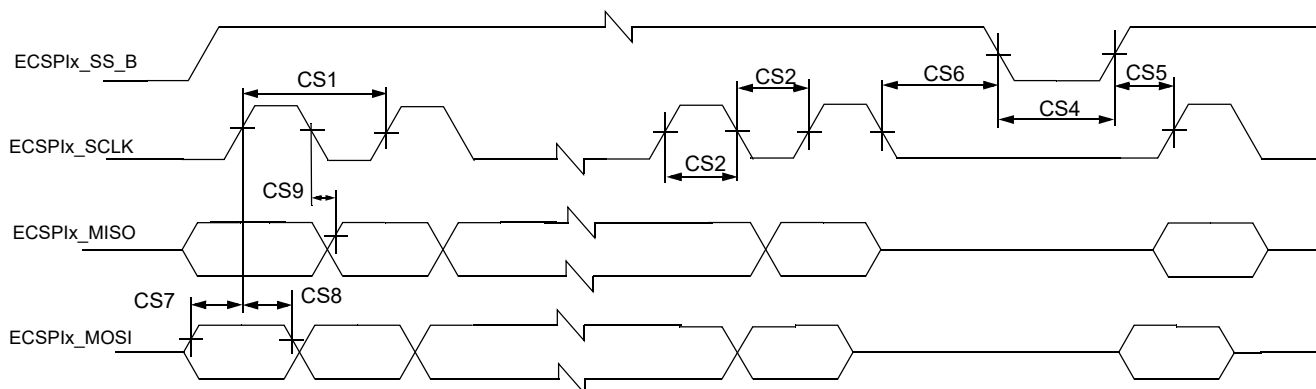 ECSPIx_SS_B
CS1
CS2
CS6
CS5
CS4
ECSPIx_SCLK
CS2
CS9
ECSPIx_MISO
CS7
CS8
ECSPIx_MOSI